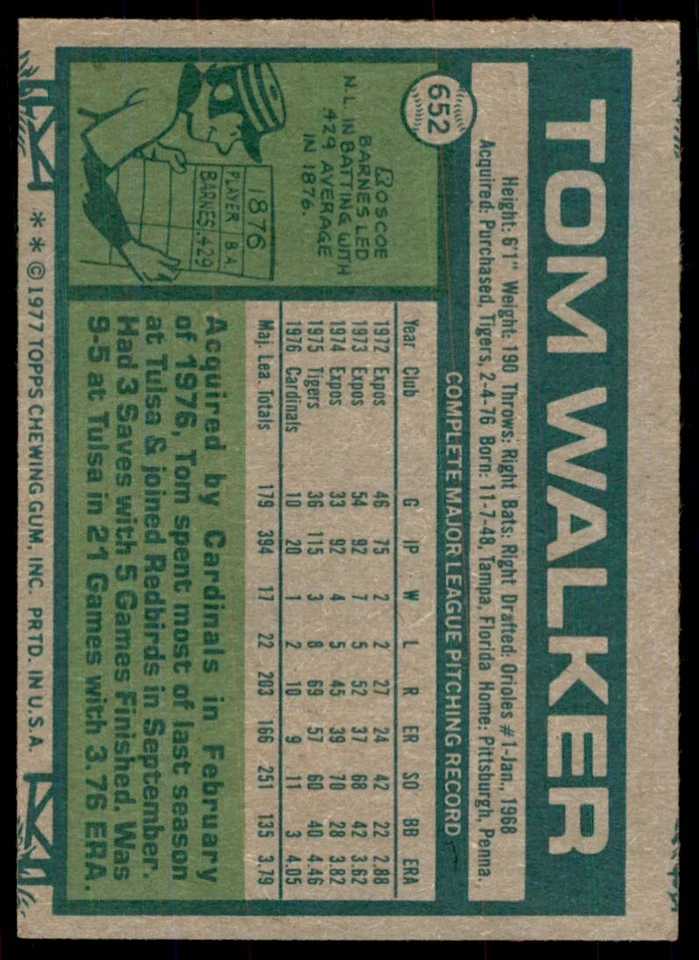 652
TOM WALKER
Height: 6'1" Weight: 190 Throws: Right Bats: Right Drafted: Orioles #1-Jan., 1968
Acquired: Purchased, Tigers, 2-4-76 Born: 11-7-48, Tampa, Florida Home: Pittsburgh, Penna.
COMPLETE MAJOR LEAGUE PITCHING RECORD
Year Club G IP W L R ER SO BB ERA
1972 Expos 46 75 2 2 27 24 42 22 2.88
1973 Expos 54 92 7 5 52 37 68 42 3.62
1974 Expos 33 92 4 5 45 39 70 28 3.82
1975 Tigers 36 115 3 8 69 57 60 40 4.46
1976 Cardinals 10 20 1 2 10 9 11 3 4.05
Maj. Lea. Totals 179 394 17 22 203 166 251 135 3.79
ROSCOE
BARNES LED
N.L. IN BATTING WITH
.429 AVERAGE
IN 1876.
1876
PLAYER B.A.
BARNES .429
Acquired by Cardinals in February
of 1976, Tom spent most of last season
at Tulsa & joined Redbirds in September.
Had 3 Saves with 5 Games Finished. Was
9-5 at Tulsa in 21 Games with 3.76 ERA.
* * © 1977 TOPPS CHEWING GUM, INC. PRTD. IN U.S.A.